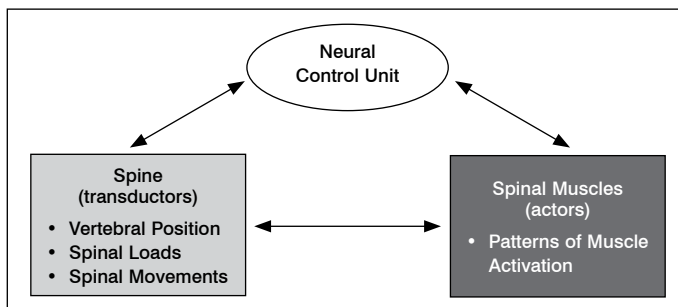 Neural
Control Unit
Spine
(transductors)
• Vertebral Position
• Spinal Loads
• Spinal Movements
Spinal Muscles
(actors)
• Patterns of Muscle
Activation